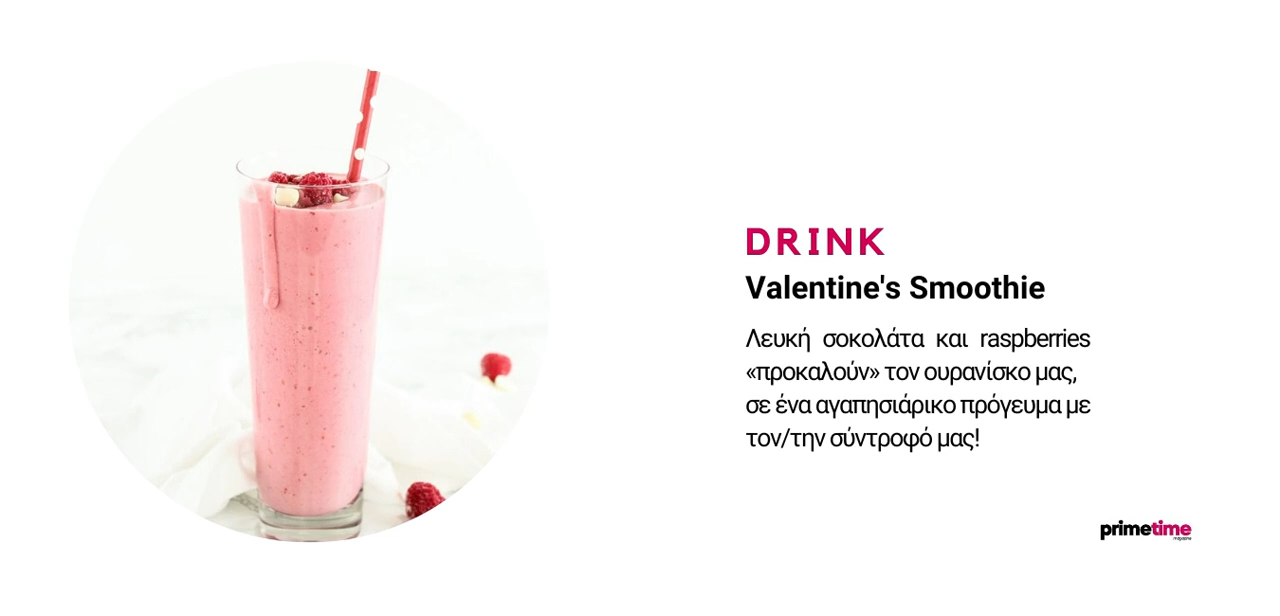 DRINK
Valentine's Smoothie
Λευκή σοκολάτα και raspberries
«προκαλούν» τον ουρανίσκο μας,
σε ένα αγαπησιάρικο πρόγευμα με
τον/την σύντροφό μας!
primetime
magazine